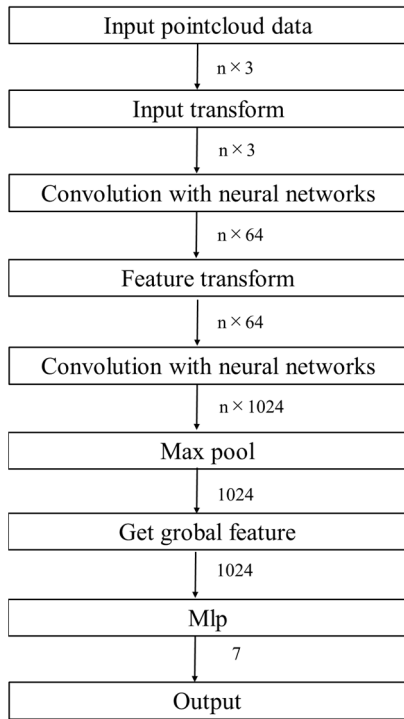 Input pointcloud data
n × 3
Input transform
n × 3
Convolution with neural networks
n × 64
Feature transform
n × 64
Convolution with neural networks
n × 1024
Max pool
1024
Get grobal feature
1024
Mlp
7
Output